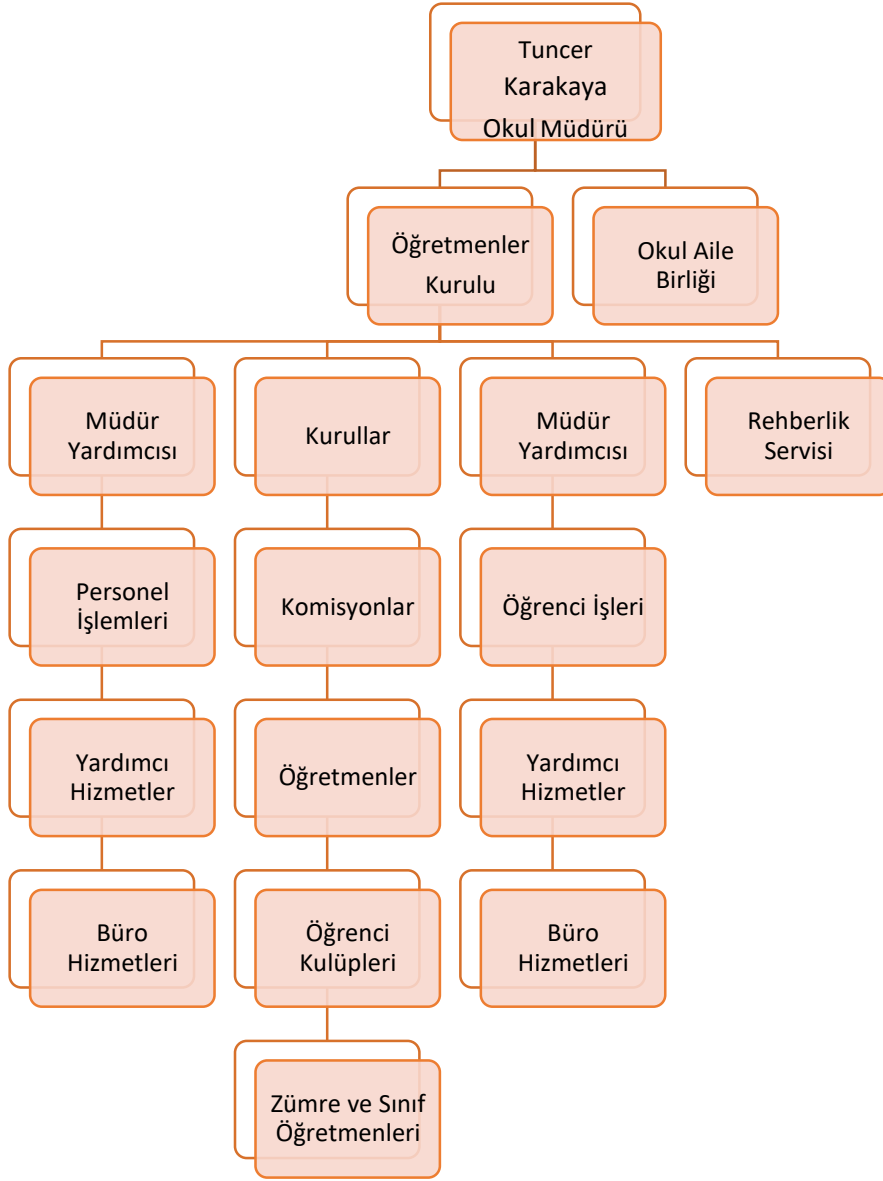 Tuncer
Karakaya
Okul Müdürü
Öğretmenler
Kurulu
Okul Aile
Birliği
Müdür
Yardımcısı
Kurullar
Müdür
Yardımcısı
Rehberlik
Servisi
Personel
İşlemleri
Komisyonlar
Öğrenci İşleri
Yardımcı
Hizmetler
Öğretmenler
Yardımcı
Hizmetler
Büro
Hizmetleri
Öğrenci
Kulüpleri
Büro
Hizmetleri
Zümre ve Sınıf
Öğretmenleri